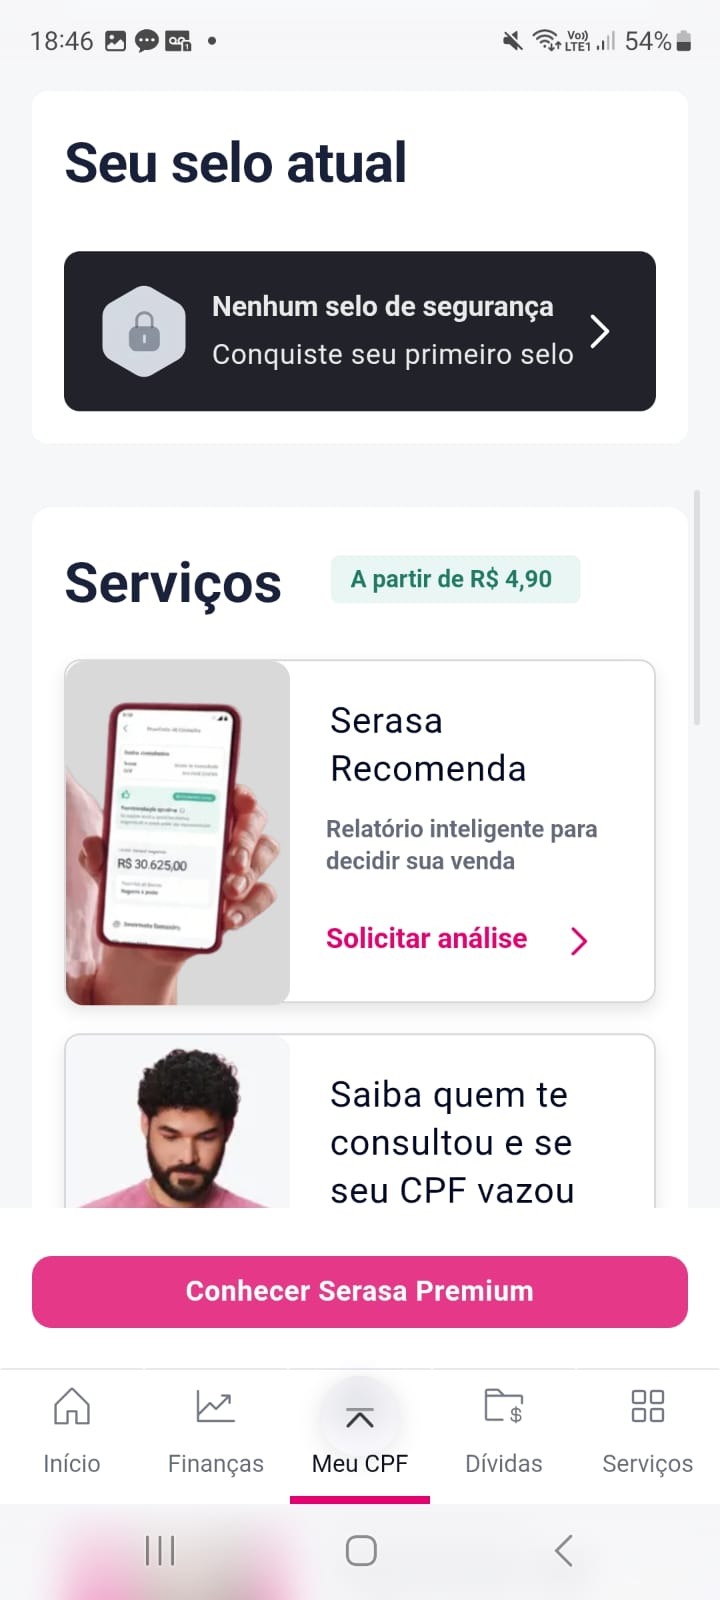 18:46
Vo))
LTE1
54%
Seu selo atual
Nenhum selo de segurança
Conquiste seu primeiro selo
Serviços
A partir de R$ 4,90
R$ 30.625,00
Serasa
Recomenda
Relatório inteligente para
decidir sua venda
Solicitar análise
Saiba quem te
consultou e se
seu CPF vazou
Conhecer Serasa Premium
Início
Finanças
Meu CPF
Dívidas
Serviços